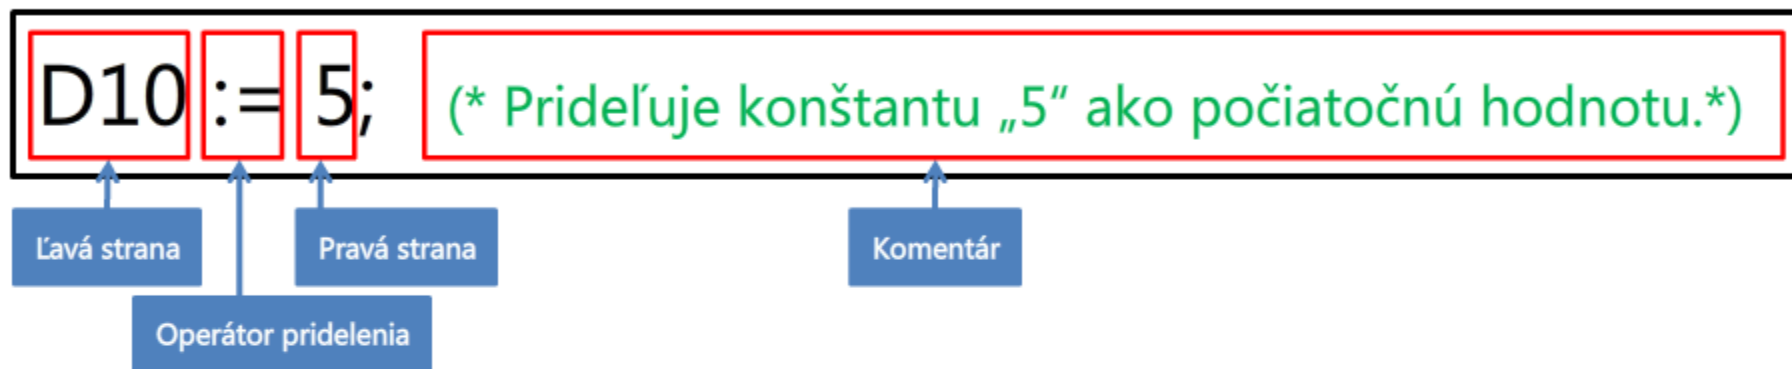 D10 := 5; (* Prideľuje konštantu „5“ ako počiatočnú hodnotu.*)
Ľavá strana Pravá strana Komentár
Operátor pridelenia